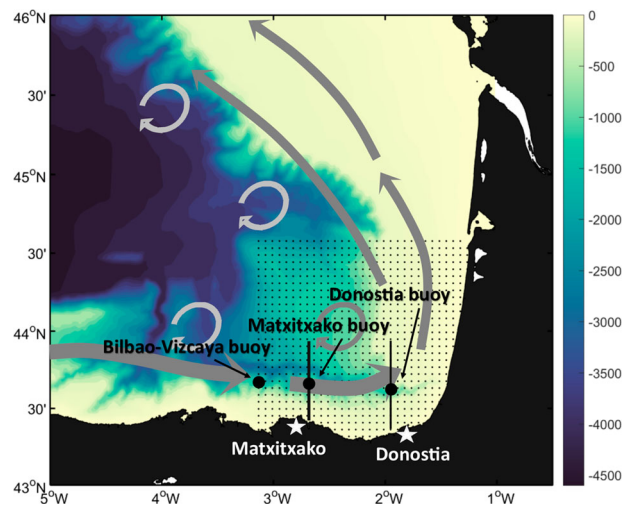 46°N
30'
45°N
30'
44°N
30'
43°N
5°W
4°W
3°W
2°W
1°W
Donostia buoy
Matxitxako buoy
Bilbao-Vizcaya buoy
Matxitxako
Donostia
0
-500
-1000
-1500
-2000
-2500
-3000
-3500
-4000
-4500